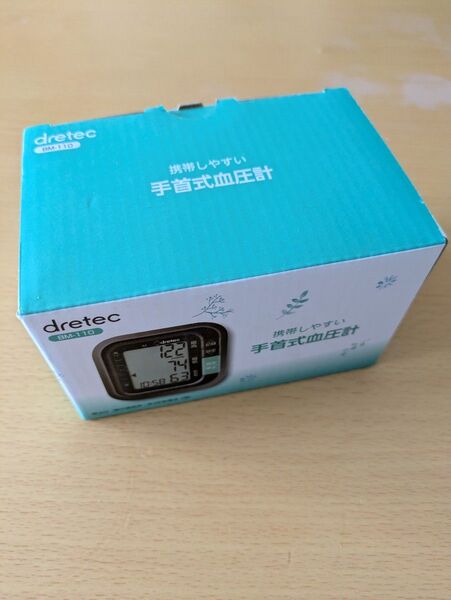 dretec
BM-110
携帯しやすい
手首式血圧計
dretec
BM-110
dretec
122
74
10:58 63
携帯しやすい
手首式血圧計